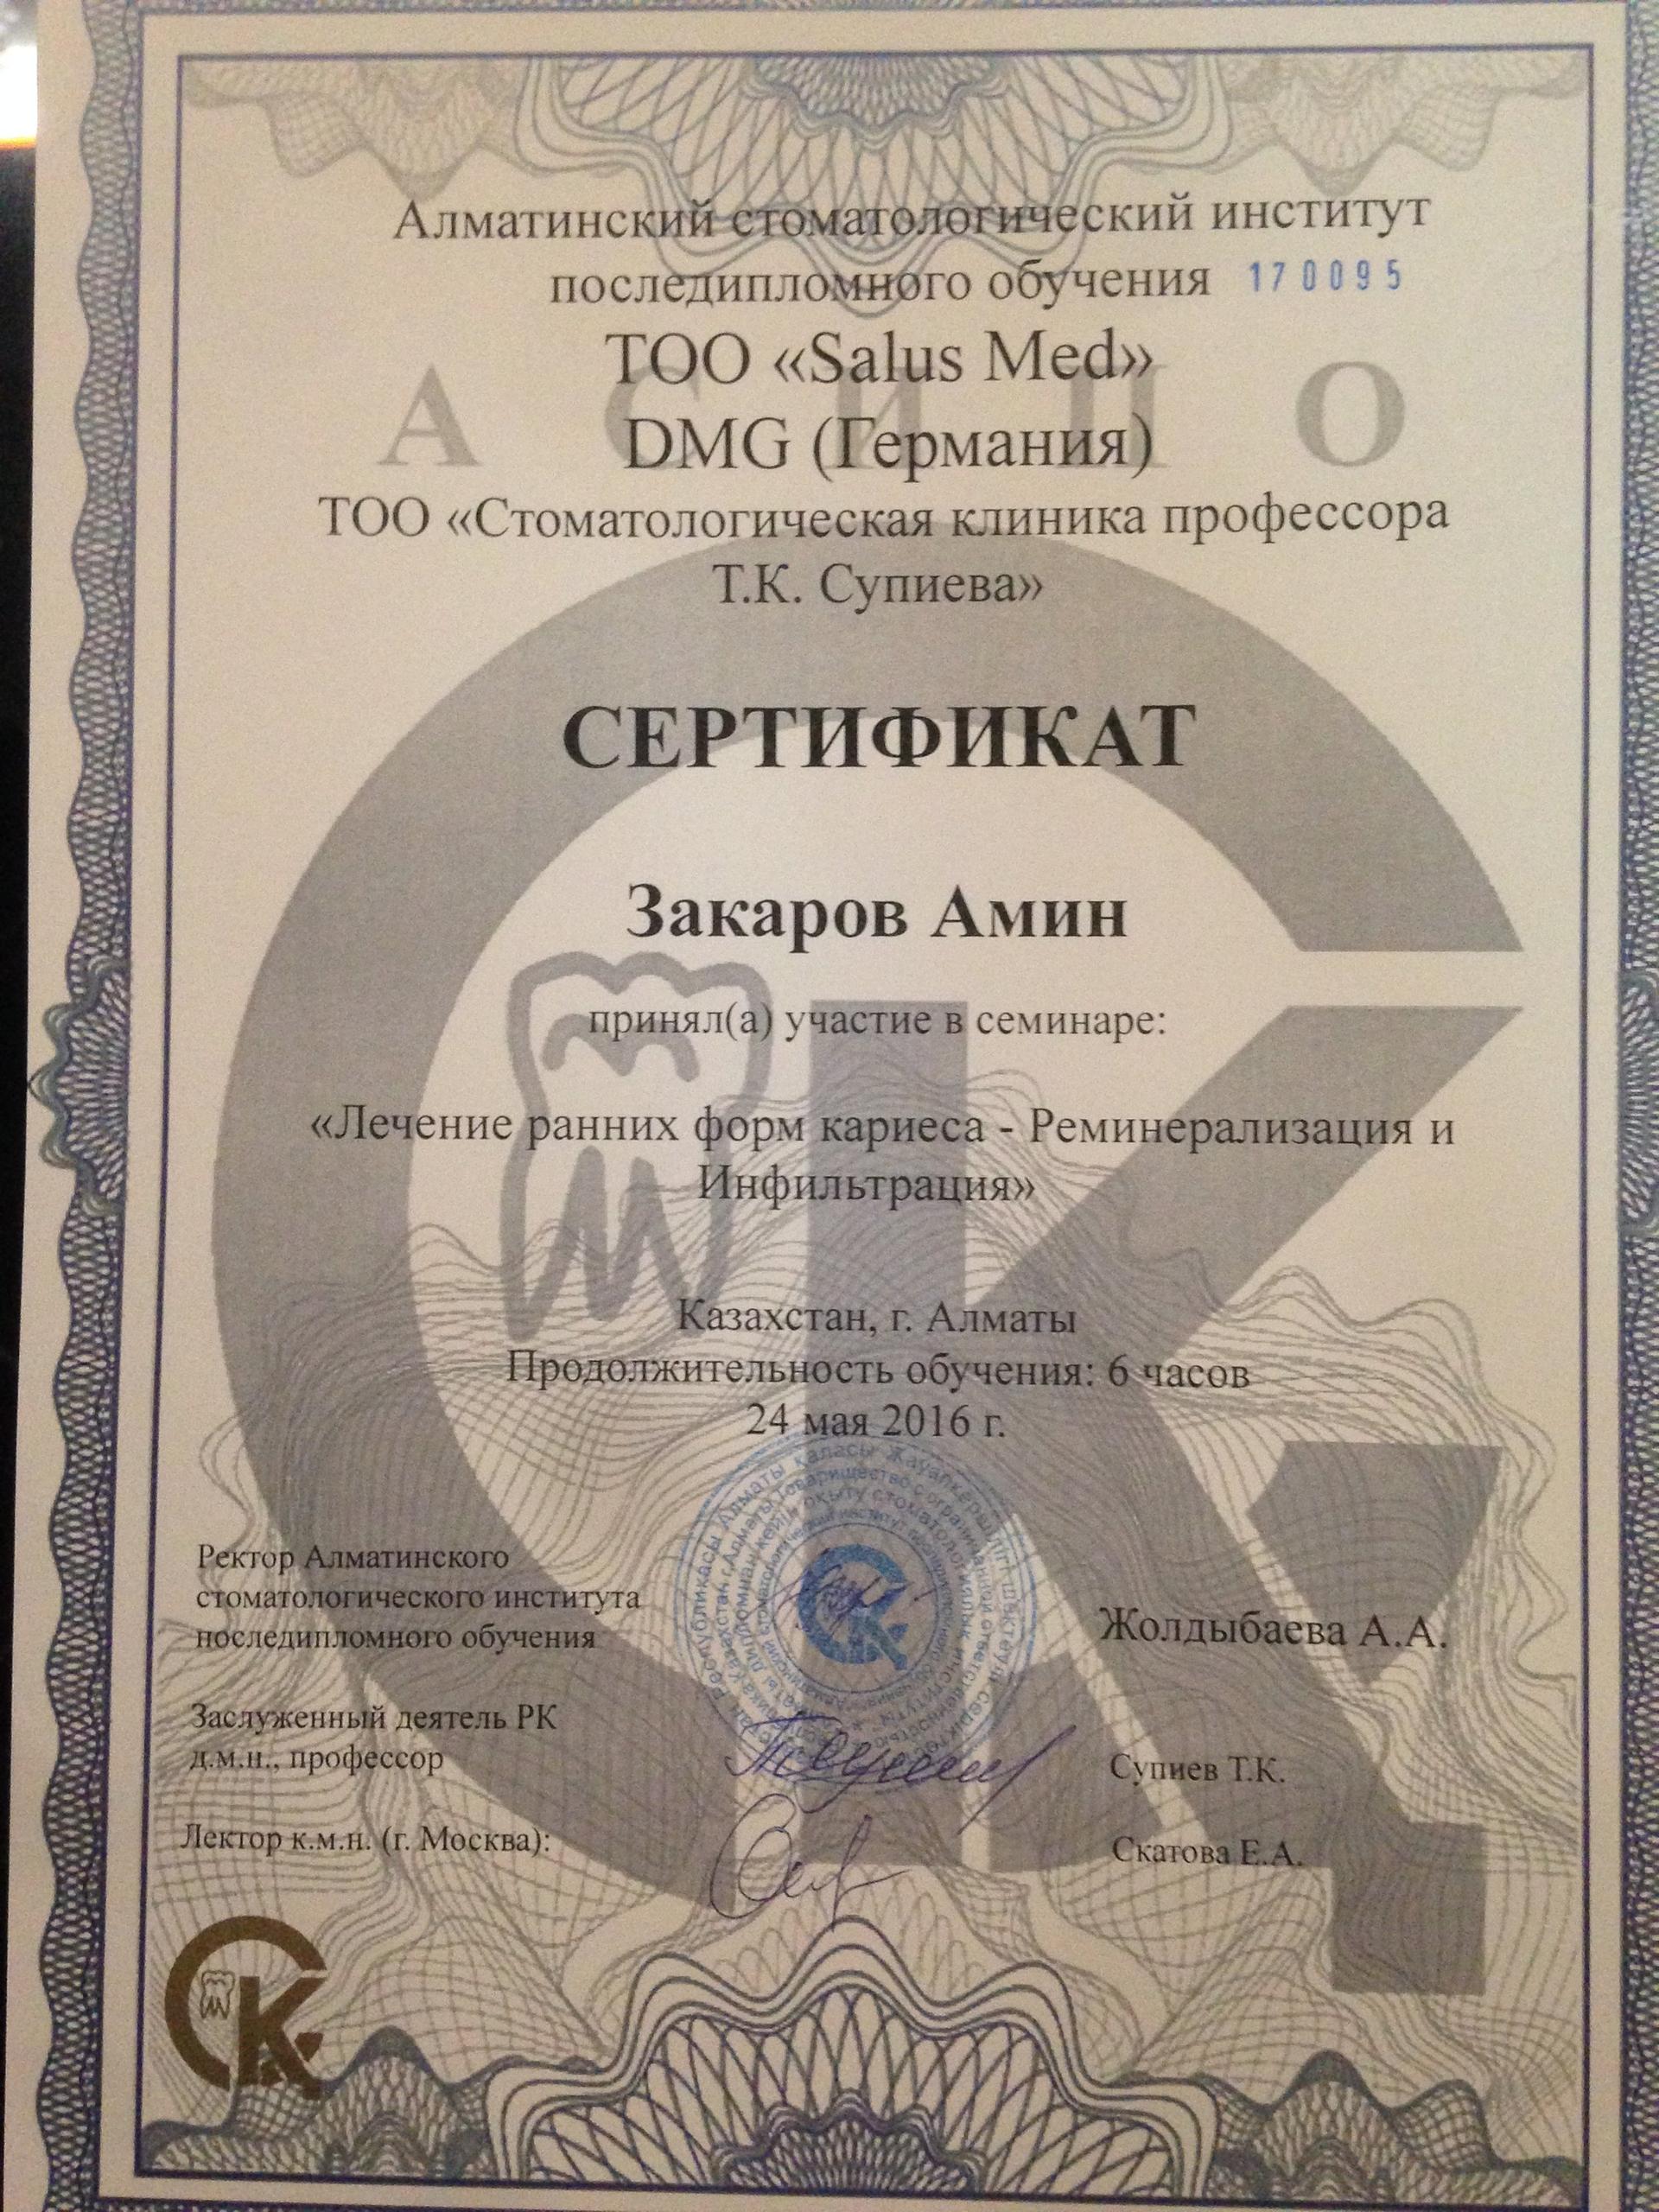 Алматинский стоматологический институт
последипломного обучения 170095
ТОО «Salus Med»
А С И П О
DMG (Германия)
ТОО «Стоматологическая клиника профессора
Т.К. Супиева»
СЕРТИФИКАТ
Закаров Амин
принял(а) участие в семинаре:
«Лечение ранних форм кариеса - Реминерализация и
Инфильтрация»
Казахстан, г. Алматы
Продолжительность обучения: 6 часов
24 мая 2016 г.
Ректор Алматинского
стоматологического института
последипломного обучения
Жолдыбаева А.А.
Заслуженный деятель РК
д.м.н., профессор
Супиев Т.К.
Лектор к.м.н. (г. Москва):
Скатова Е.А.